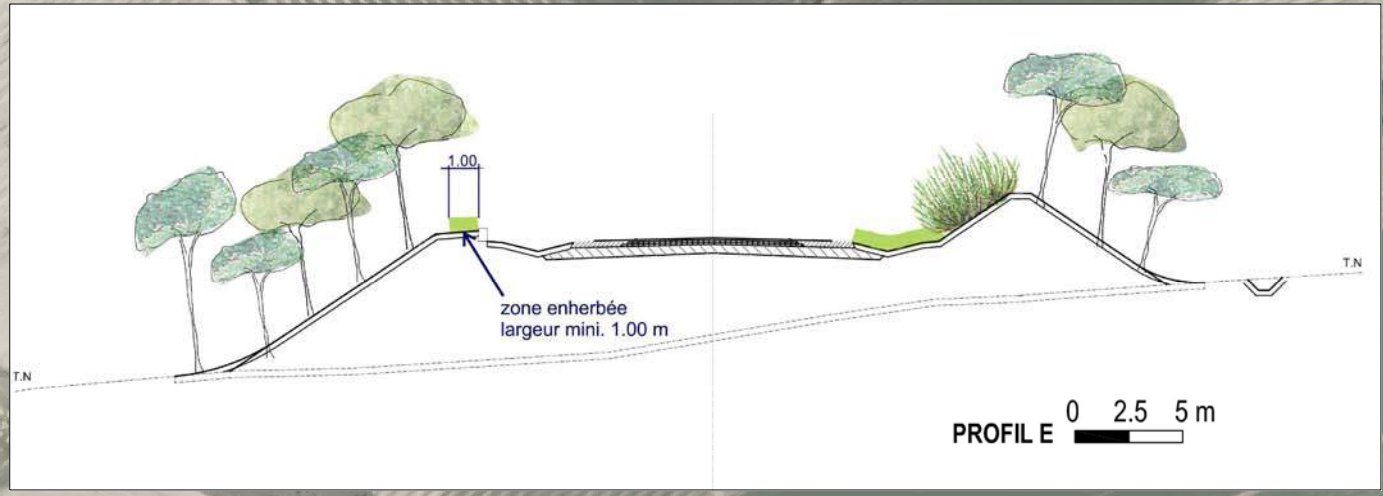 1.00
zone enherbée
largeur mini. 1.00 m
T.N
T.N
PROFIL E 0 2.5 5 m